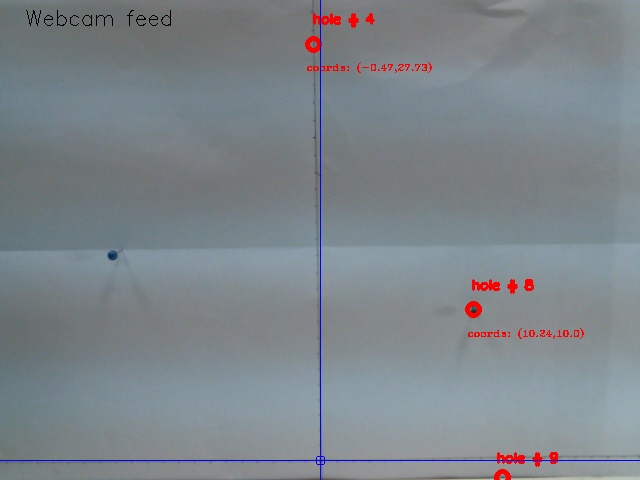 Webcam feed
hole # 4
coords: (-0.47,27.73)
hole # 8
coords: (10.24,10.0)
hole # 9